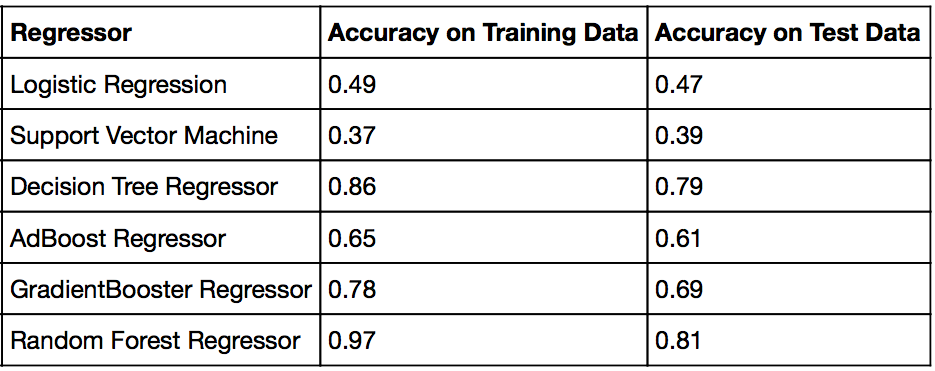 Regressor Accuracy on Training Data Accuracy on Test Data
Logistic Regression 0.49 0.47
Support Vector Machine 0.37 0.39
Decision Tree Regressor 0.86 0.79
AdBoost Regressor 0.65 0.61
GradientBooster Regressor 0.78 0.69
Random Forest Regressor 0.97 0.81